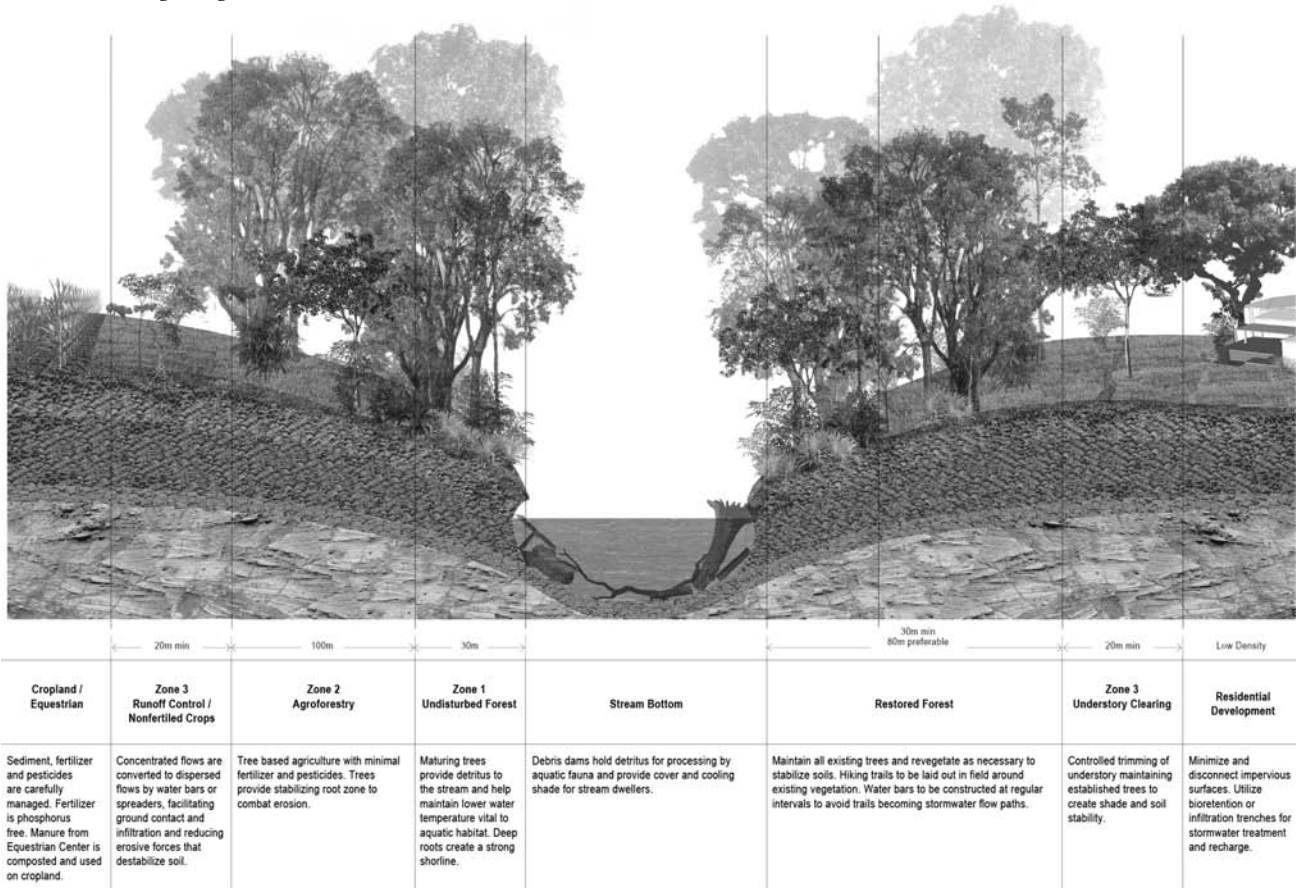 20m min
100m
30m
30m min
80m preferable
20m min
Low Density
Cropland /
Equestrian
Zone 3
Runoff Control /
Nonfertiled Crops
Zone 2
Agroforestry
Zone 1
Undisturbed Forest
Stream Bottom
Restored Forest
Zone 3
Understory Clearing
Residential
Development
Sediment, fertilizer
and pesticides
are carefully
managed. Fertilizer
is phosphorus
free. Manure from
Equestrian Center is
composted and used
on cropland.
Concentrated flows are
converted to dispersed
flows by water bars or
spreaders, facilitating
ground contact and
infiltration and reducing
erosive forces that
destabilize soil.
Tree based agriculture with minimal
fertilizer and pesticides. Trees
provide stabilizing root zone to
combat erosion.
Maturing trees
provide detritus to
the stream and help
maintain lower water
temperature vital to
aquatic habitat. Deep
roots create a strong
shorline.
Debris dams hold detritus for processing by
aquatic fauna and provide cover and cooling
shade for stream dwellers.
Maintain all existing trees and revegetate as necessary to
stabilize soils. Hiking trails to be laid out in field around
existing vegetation. Water bars to be constructed at regular
intervals to avoid trails becoming stormwater flow paths.
Controlled trimming of
understory maintaining
established trees to
create shade and soil
stability.
Minimize and
disconnect impervious
surfaces. Utilize
bioretention or
infiltration trenches for
stormwater treatment
and recharge.